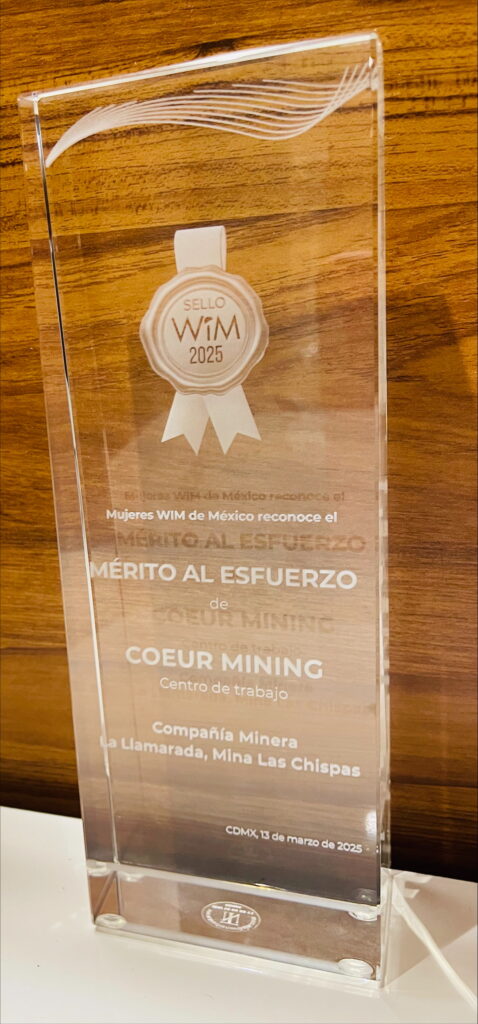 SELLO
WIM
2025
Mujeres WIM de México reconoce el
MÉRITO AL ESFUERZO
de
COEUR MINING
Centro de trabajo
Compañía Minera
La Llamarada, Mina Las Chispas
CDMX, 13 de marzo de 2025